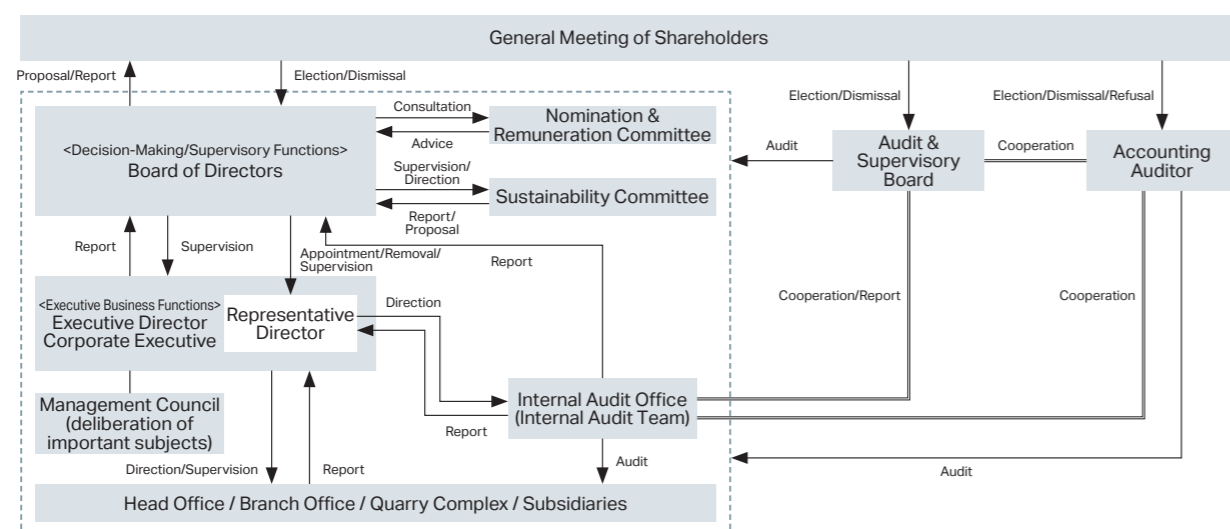 General Meeting of Shareholders
Proposal/Report
Election/Dismissal
Election/Dismissal
Election/Dismissal/Refusal
<Decision-Making/Supervisory Functions>
Board of Directors
Consultation
Advice
Nomination &
Remuneration Committee
Supervision/
Direction
Report/
Proposal
Sustainability Committee
Audit
Audit &
Supervisory
Board
Cooperation
Accounting
Auditor
Report
Supervision
Appointment/Removal/
Supervision
Report
<Executive Business Functions>
Executive Director
Corporate Executive
Representative
Director
Direction
Report
Cooperation/Report
Cooperation
Management Council
(deliberation of
important subjects)
Internal Audit Office
(Internal Audit Team)
Direction/Supervision
Report
Audit
Audit
Head Office / Branch Office / Quarry Complex / Subsidiaries